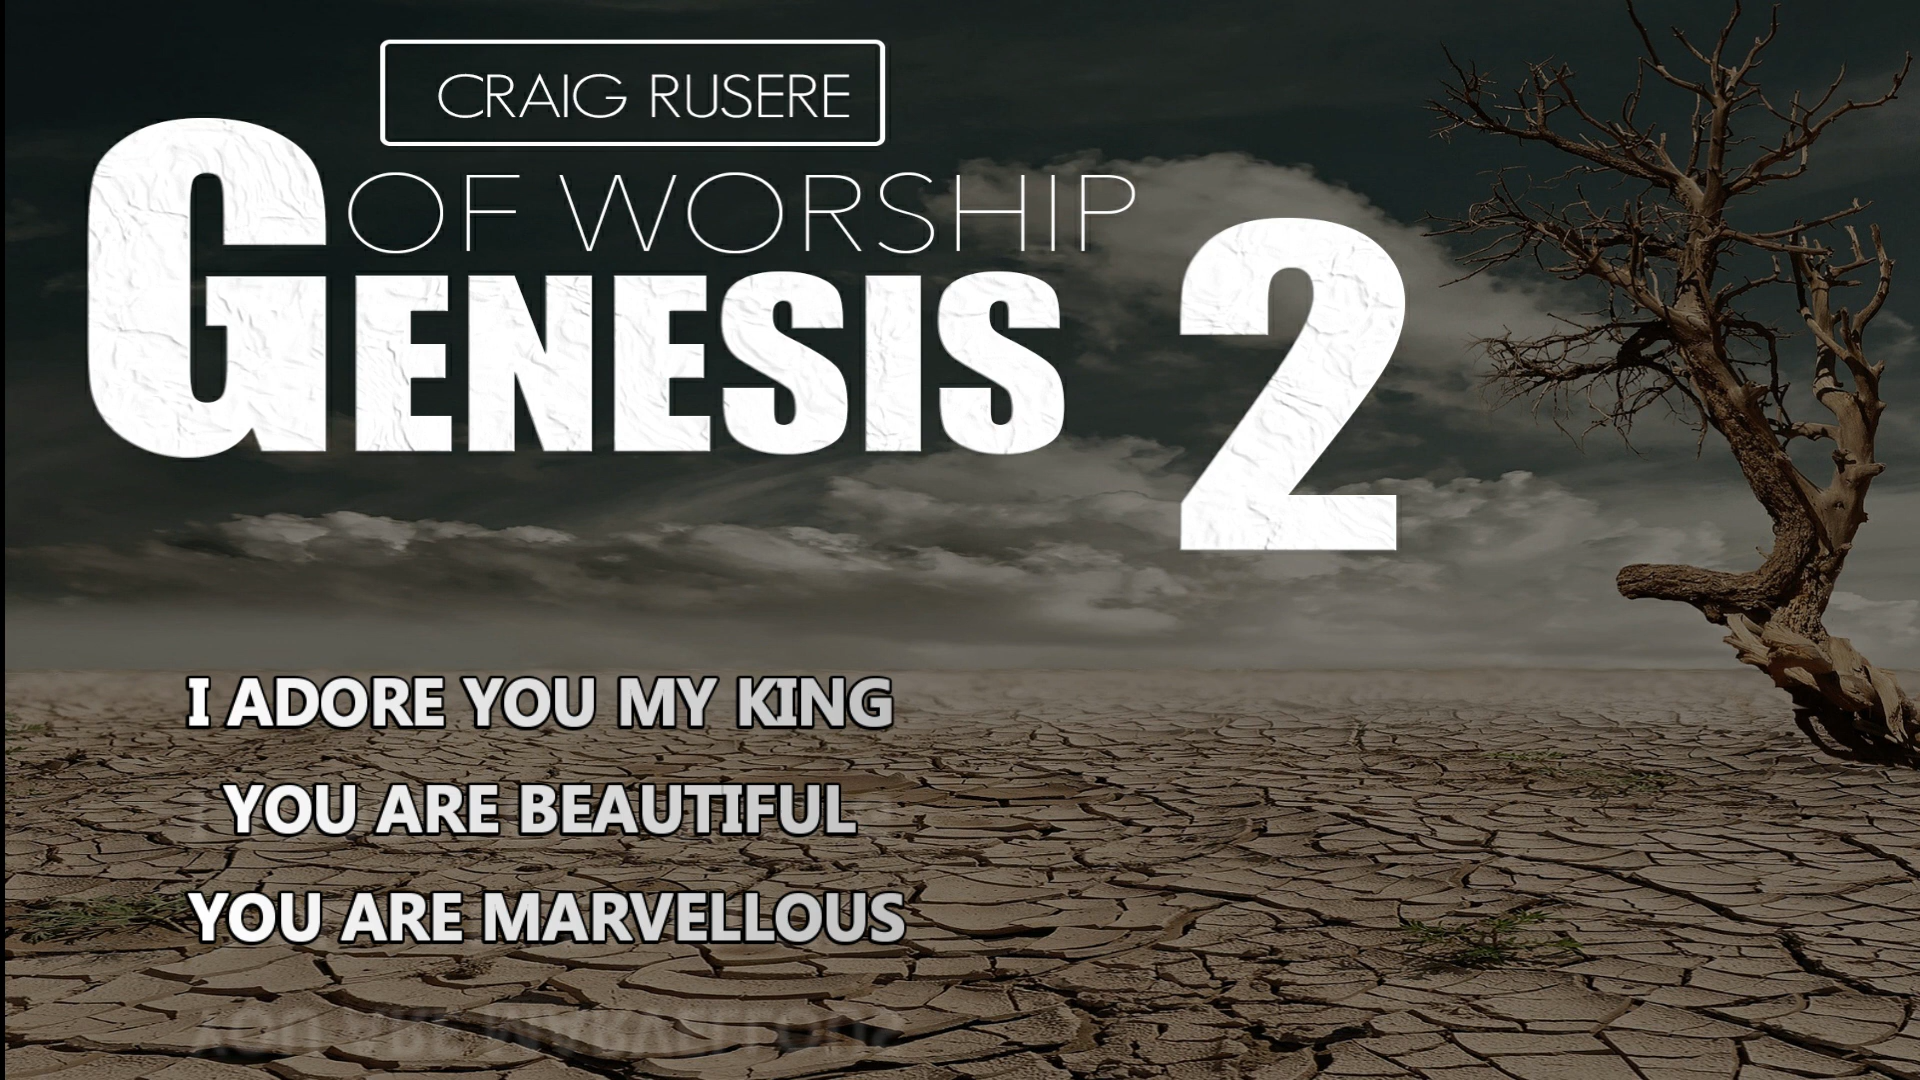 CRAIG RUSERE
OF WORSHIP
GENESIS 2
I ADORE YOU MY KING
YOU ARE BEAUTIFUL
YOU ARE MARVELLOUS